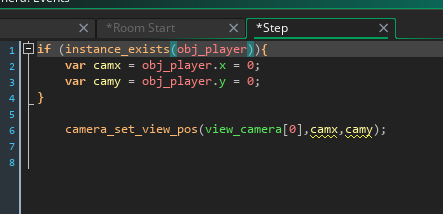 neral Events
*Room Start
*Step
1 if (instance_exists(obj_player)){
2 var camx = obj_player.x = 0;
3 var camy = obj_player.y = 0;
4 }
5
6 camera_set_view_pos(view_camera[0],camx,camy);
7
8